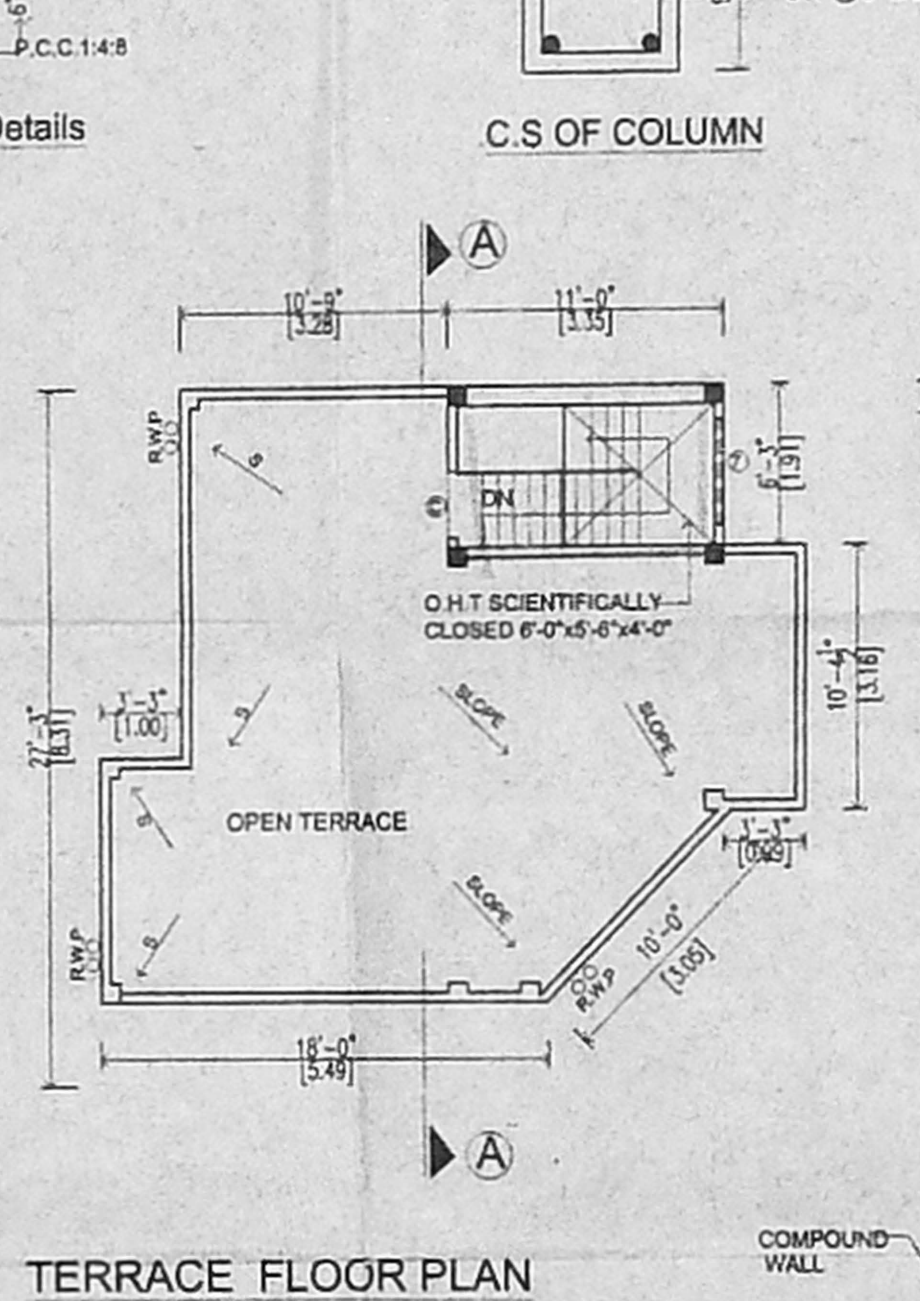 P.C.C.1:4:8
Details
C.S OF COLUMN
A
10'-9"
[3.28]
11'-0"
[3.35]
R.W.P
S
DN
6'-3"
[1.91]
O.H.T SCIENTIFICALLY
CLOSED 6'-0"x5'-6"x4'-0"
10'-4½"
[3.16]
3'-3"
[1.00]
27'-3"
[8.31]
S
SLOPE
SLOPE
S
OPEN TERRACE
3'-3"
[0.99]
SLOPE
S
R.W.P
10'-0"
[3.05]
R.W.P
18'-0"
[5.49]
A
COMPOUND
WALL
TERRACE FLOOR PLAN